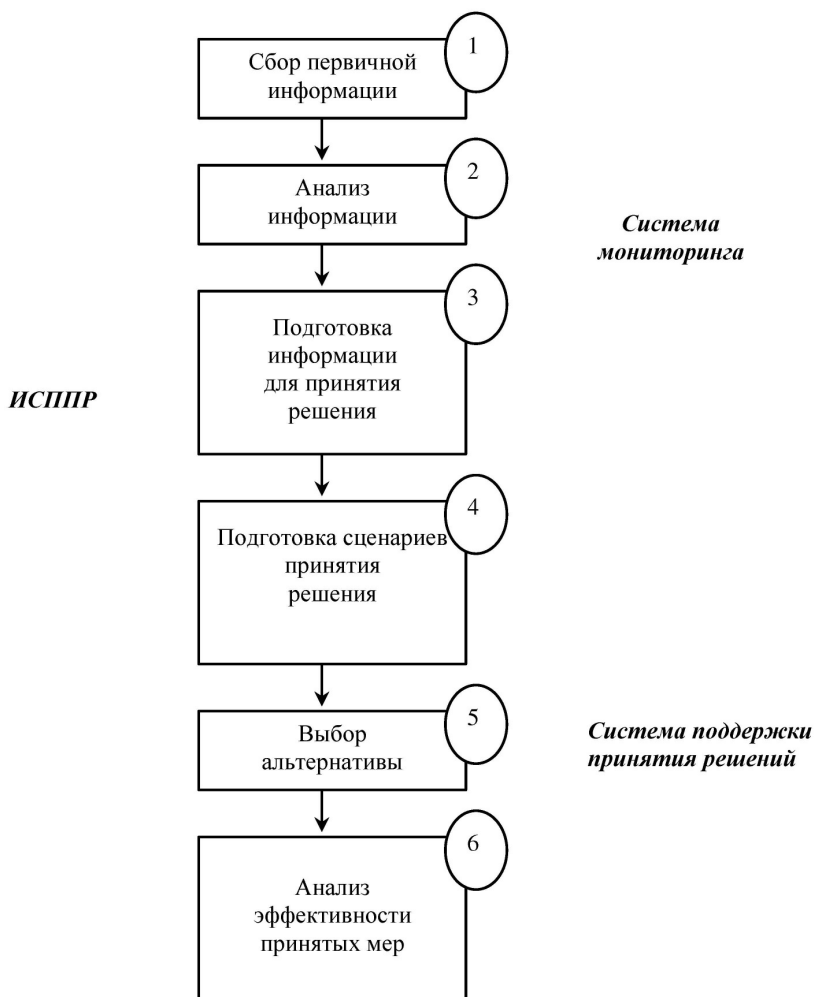 1
Сбор первичной
информации
2
Анализ
информации
Система
мониторинга
3
Подготовка
информации
для принятия
решения
ИСППР
4
Подготовка сценариев
принятия
решения
5
Выбор
альтернативы
Система поддержки
принятия решений
6
Анализ
эффективности
принятых мер